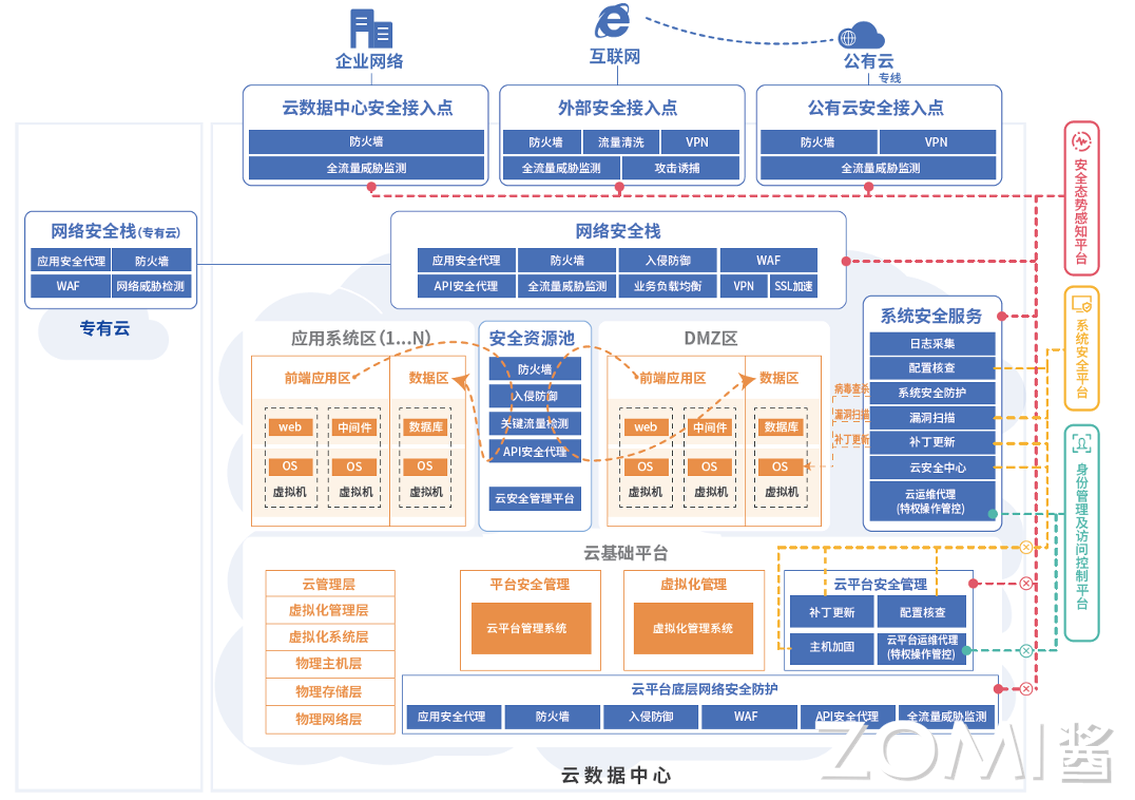 企业网络
互联网
公有云
专线
云数据中心安全接入点
防火墙
全流量威胁监测
外部安全接入点
防火墙
流量清洗
VPN
全流量威胁监测
攻击诱捕
公有云安全接入点
防火墙
VPN
全流量威胁监测
安全态势感知平台
网络安全栈(专有云)
应用安全代理
防火墙
WAF
网络威胁检测
专有云
网络安全栈
应用安全代理
防火墙
入侵防御
WAF
API安全代理
全流量威胁监测
业务负载均衡
VPN
SSL加速
应用系统区(1...N)
前端应用区
数据区
web
中间件
数据库
OS
OS
OS
虚拟机
虚拟机
虚拟机
安全资源池
防火墙
入侵防御
关键流量检测
API安全代理
云安全管理平台
DMZ区
前端应用区
数据区
web
中间件
数据库
OS
OS
OS
虚拟机
虚拟机
虚拟机
病毒查杀
漏洞扫描
补丁更新
系统安全服务
日志采集
配置核查
系统安全防护
漏洞扫描
补丁更新
云安全中心
云运维代理
(特权操作管控)
系统安全平台
身份管理及访问控制平台
云基础平台
云管理层
虚拟化管理层
虚拟化系统层
物理主机层
物理存储层
物理网络层
平台安全管理
云平台管理系统
虚拟化管理
虚拟化管理系统
云平台安全管理
补丁更新
配置核查
主机加固
云平台运维代理
(特权操作管控)
云平台底层网络安全防护
应用安全代理
防火墙
入侵防御
WAF
API安全代理
全流量威胁监测
云数据中心
ZOMI酱